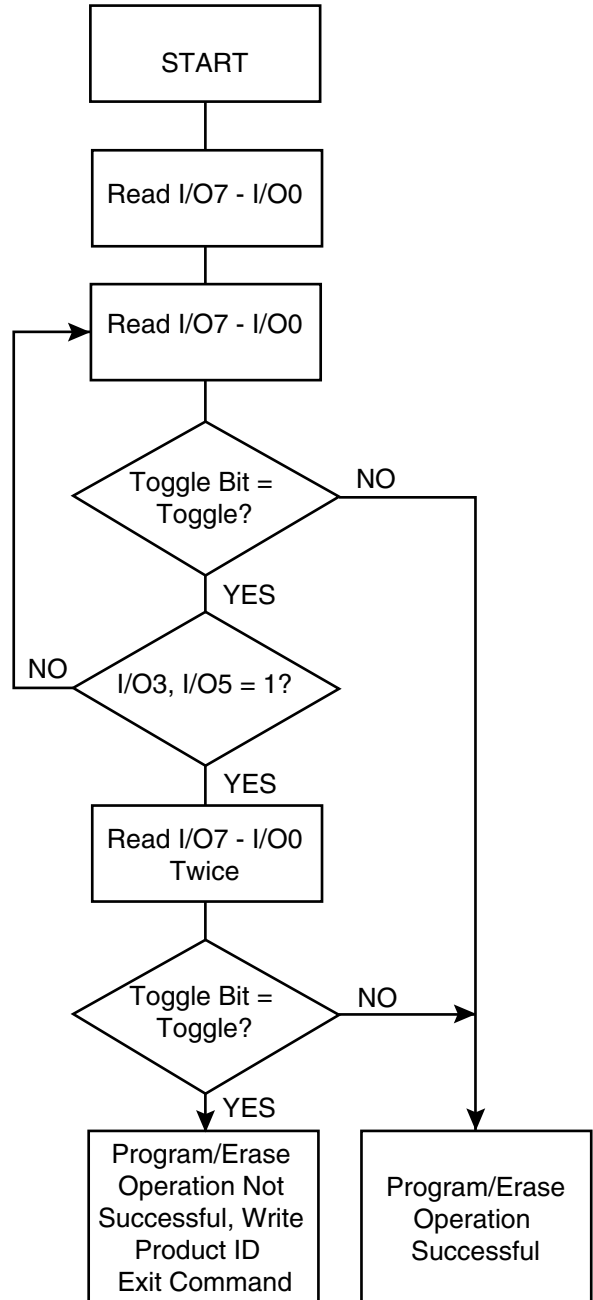 START
Read I/O7 - I/O0
Read I/O7 - I/O0
Toggle Bit =
Toggle?
NO
YES
NO
I/O3, I/O5 = 1?
YES
Read I/O7 - I/O0
Twice
Toggle Bit =
Toggle?
NO
YES
Program/Erase
Operation Not
Successful, Write
Product ID
Exit Command
Program/Erase
Operation
Successful